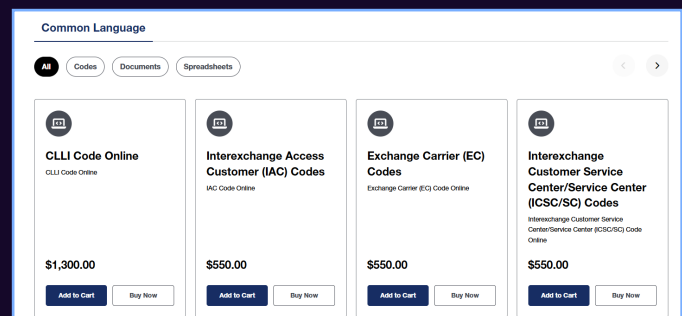 Common Language
All Codes Documents Spreadsheets
CLLI Code Online
CLLI Code Online
$1,300.00
Add to Cart Buy Now
Interexchange Access
Customer (IAC) Codes
IAC Code Online
$550.00
Add to Cart Buy Now
Exchange Carrier (EC)
Codes
Exchange Carrier (EC) Code Online
$550.00
Add to Cart Buy Now
Interexchange
Customer Service
Center/Service Center
(ICSC/SC) Codes
Interexchange Customer Service
Center/Service Center (ICSC/SC) Code
Online
$550.00
Add to Cart Buy Now